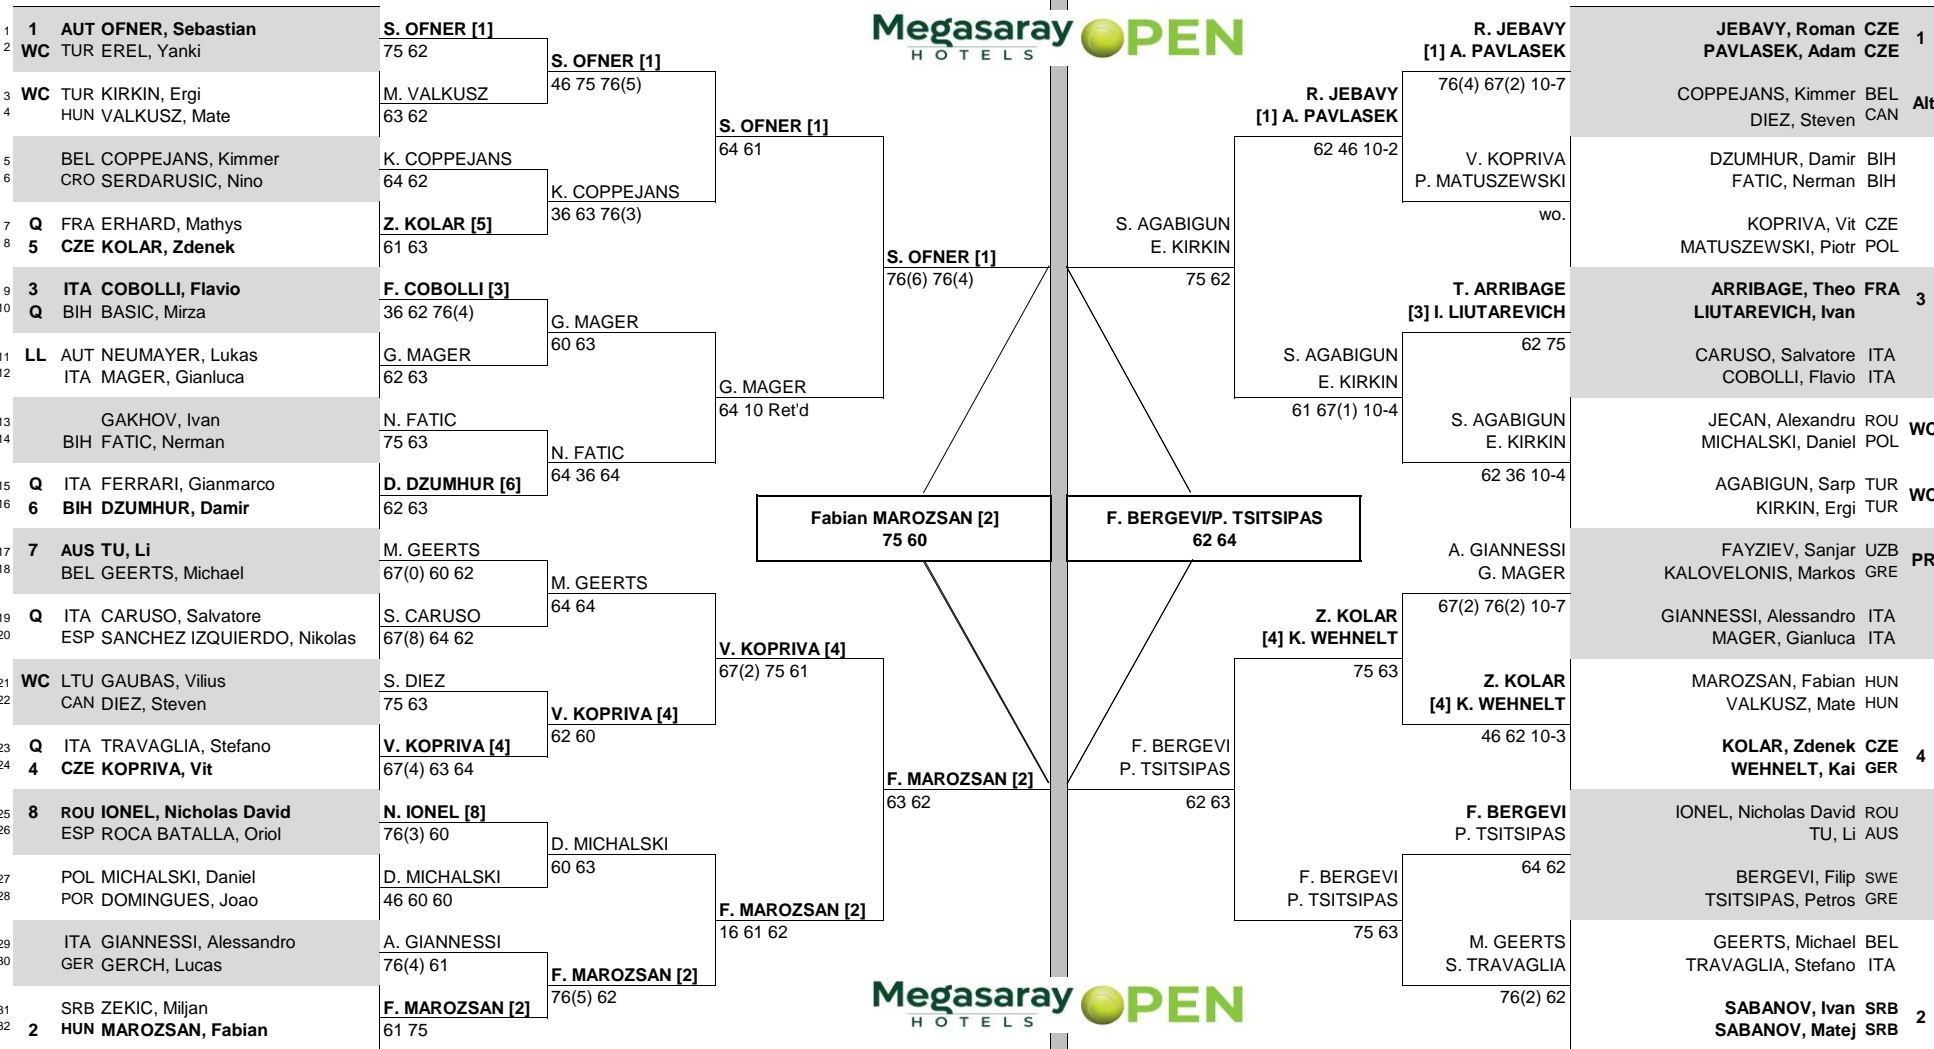 Megasaray OPEN
HOTELS
1 1 AUT OFNER, Sebastian
2 WC TUR EREL, Yanki
3 WC TUR KIRKIN, Ergi
4 HUN VALKUSZ, Mate
5 BEL COPPEJANS, Kimmer
6 CRO SERDARUSIC, Nino
7 Q FRA ERHARD, Mathys
8 5 CZE KOLAR, Zdenek
9 3 ITA COBOLLI, Flavio
10 Q BIH BASIC, Mirza
11 LL AUT NEUMAYER, Lukas
12 ITA MAGER, Gianluca
13 GAKHOV, Ivan
14 BIH FATIC, Nerman
15 Q ITA FERRARI, Gianmarco
16 6 BIH DZUMHUR, Damir
17 7 AUS TU, Li
18 BEL GEERTS, Michael
19 Q ITA CARUSO, Salvatore
20 ESP SANCHEZ IZQUIERDO, Nikolas
21 WC LTU GAUBAS, Vilius
22 CAN DIEZ, Steven
23 Q ITA TRAVAGLIA, Stefano
24 4 CZE KOPRIVA, Vit
25 8 ROU IONEL, Nicholas David
26 ESP ROCA BATALLA, Oriol
27 POL MICHALSKI, Daniel
28 POR DOMINGUES, Joao
29 ITA GIANNESSI, Alessandro
30 GER GERCH, Lucas
31 SRB ZEKIC, Miljan
32 2 HUN MAROZSAN, Fabian
S. OFNER [1]
75 62
M. VALKUSZ
63 62
K. COPPEJANS
64 62
Z. KOLAR [5]
61 63
F. COBOLLI [3]
36 62 76(4)
G. MAGER
62 63
N. FATIC
75 63
D. DZUMHUR [6]
62 63
M. GEERTS
67(0) 60 62
S. CARUSO
67(8) 64 62
S. DIEZ
75 63
V. KOPRIVA [4]
67(4) 63 64
N. IONEL [8]
76(3) 60
D. MICHALSKI
46 60 60
A. GIANNESSI
76(4) 61
F. MAROZSAN [2]
61 75
S. OFNER [1]
46 75 76(5)
K. COPPEJANS
36 63 76(3)
G. MAGER
60 63
N. FATIC
64 36 64
M. GEERTS
64 64
V. KOPRIVA [4]
62 60
D. MICHALSKI
60 63
F. MAROZSAN [2]
76(5) 62
S. OFNER [1]
64 61
G. MAGER
64 10 Ret'd
V. KOPRIVA [4]
67(2) 75 61
F. MAROZSAN [2]
16 61 62
S. OFNER [1]
76(6) 76(4)
F. MAROZSAN [2]
63 62
Fabian MAROZSAN [2]
75 60
F. BERGEVI/P. TSITSIPAS
62 64
S. AGABIGUN
E. KIRKIN
75 62
F. BERGEVI
P. TSITSIPAS
62 63
R. JEBAVY
[1] A. PAVLASEK
62 46 10-2
S. AGABIGUN
E. KIRKIN
61 67(1) 10-4
Z. KOLAR
[4] K. WEHNELT
75 63
F. BERGEVI
P. TSITSIPAS
75 63
R. JEBAVY
[1] A. PAVLASEK
76(4) 67(2) 10-7
V. KOPRIVA
P. MATUSZEWSKI
wo.
T. ARRIBAGE
[3] I. LIUTAREVICH
62 75
S. AGABIGUN
E. KIRKIN
62 36 10-4
A. GIANNESSI
G. MAGER
67(2) 76(2) 10-7
Z. KOLAR
[4] K. WEHNELT
46 62 10-3
F. BERGEVI
P. TSITSIPAS
64 62
M. GEERTS
S. TRAVAGLIA
76(2) 62
JEBAVY, Roman CZE 1
PAVLASEK, Adam CZE
COPPEJANS, Kimmer BEL Alt
DIEZ, Steven CAN
DZUMHUR, Damir BIH
FATIC, Nerman BIH
KOPRIVA, Vit CZE
MATUSZEWSKI, Piotr POL
ARRIBAGE, Theo FRA 3
LIUTAREVICH, Ivan
CARUSO, Salvatore ITA
COBOLLI, Flavio ITA
JECAN, Alexandru ROU WC
MICHALSKI, Daniel POL
AGABIGUN, Sarp TUR WC
KIRKIN, Ergi TUR
FAYZIEV, Sanjar UZB PR
KALOVELONIS, Markos GRE
GIANNESSI, Alessandro ITA
MAGER, Gianluca ITA
MAROZSAN, Fabian HUN
VALKUSZ, Mate HUN
KOLAR, Zdenek CZE 4
WEHNELT, Kai GER
IONEL, Nicholas David ROU
TU, Li AUS
BERGEVI, Filip SWE
TSITSIPAS, Petros GRE
GEERTS, Michael BEL
TRAVAGLIA, Stefano ITA
SABANOV, Ivan SRB 2
SABANOV, Matej SRB
Megasaray OPEN
HOTELS